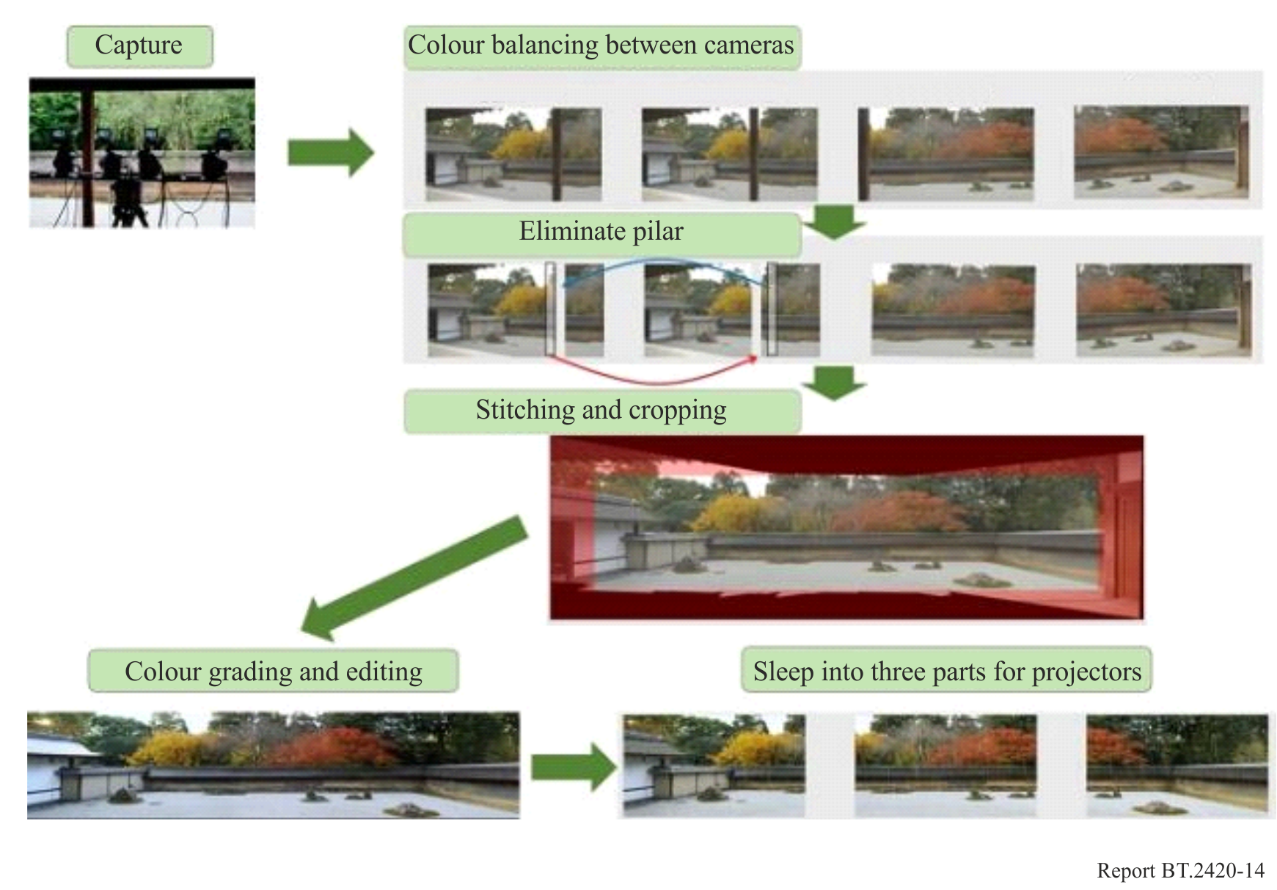 Capture
Colour balancing between cameras
Eliminate pilar
Stitching and cropping
Colour grading and editing
Sleep into three parts for projectors
Report BT.2420-14